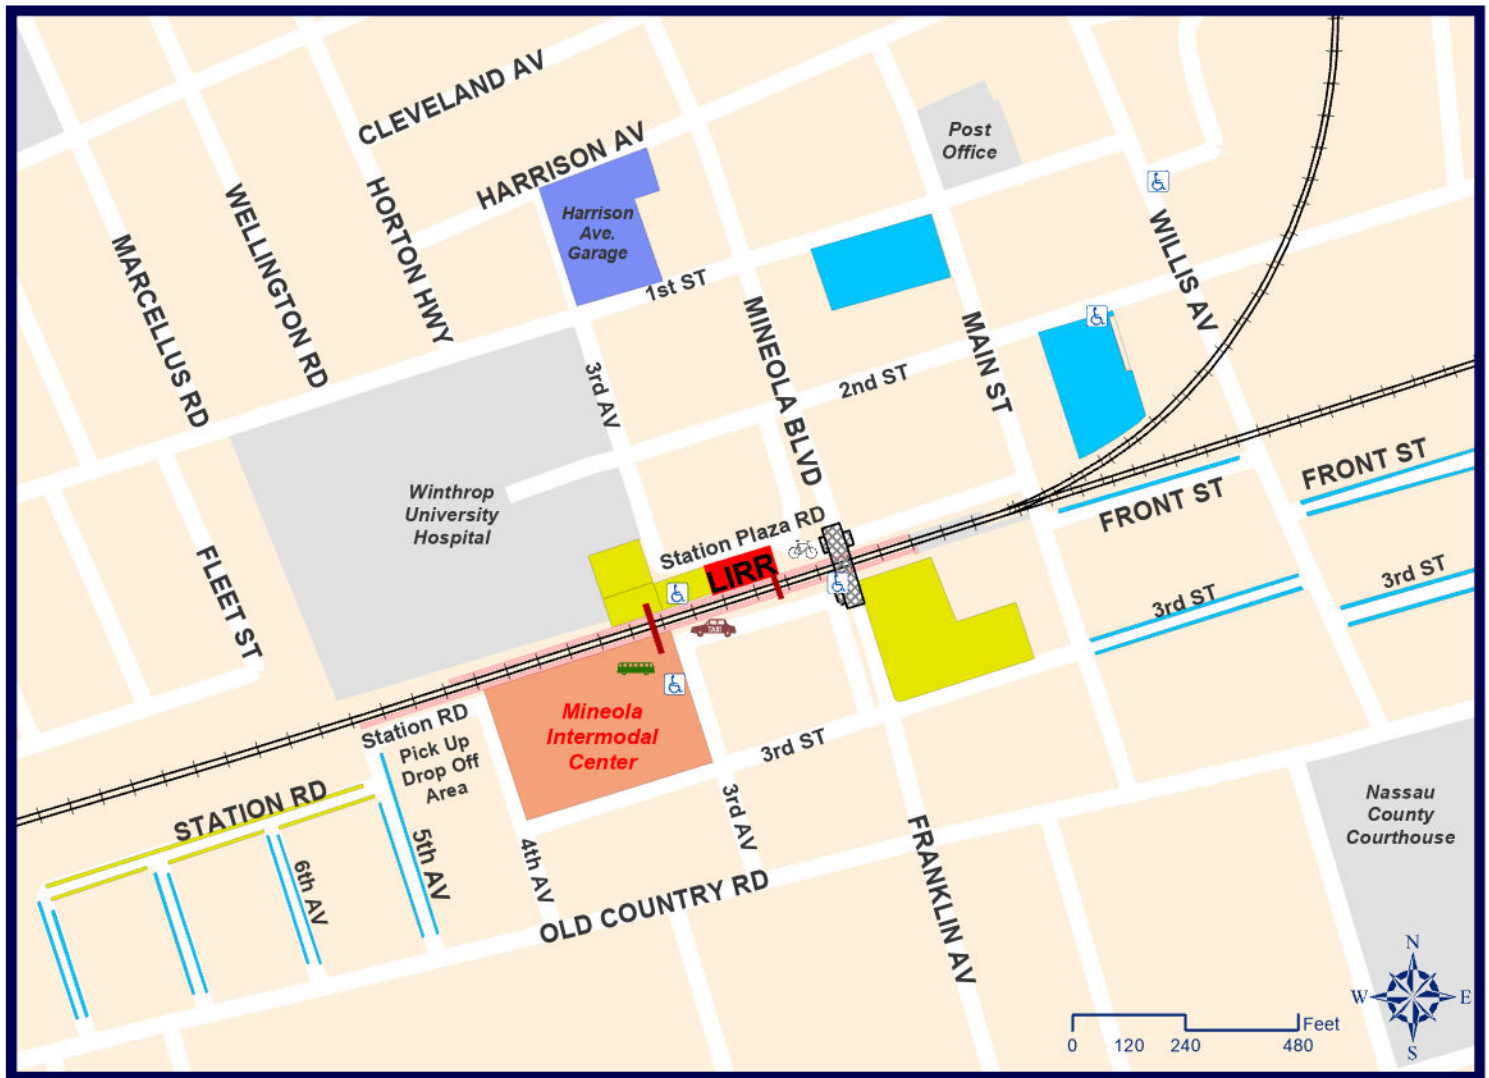 CLEVELAND AV
HARRISON AV
Post
Office
Harrison
Ave.
Garage
WELLINGTON RD
HORTON HWY
MARCELLUS RD
WILLIS AV
1st ST
MINEOLA BLVD
MAIN ST
3rd AV
2nd ST
Winthrop
University
Hospital
FRONT ST
FRONT ST
Station Plaza RD
LIRR
FLEET ST
3rd ST
3rd ST
TAXI
Mineola
Intermodal
Center
Station RD
Pick Up
Drop Off
Area
3rd ST
STATION RD
3rd AV
Nassau
County
Courthouse
5th AV
4th AV
6th AV
OLD COUNTRY RD
FRANKLIN AV
N
W
E
S
Feet
0 120 240 480